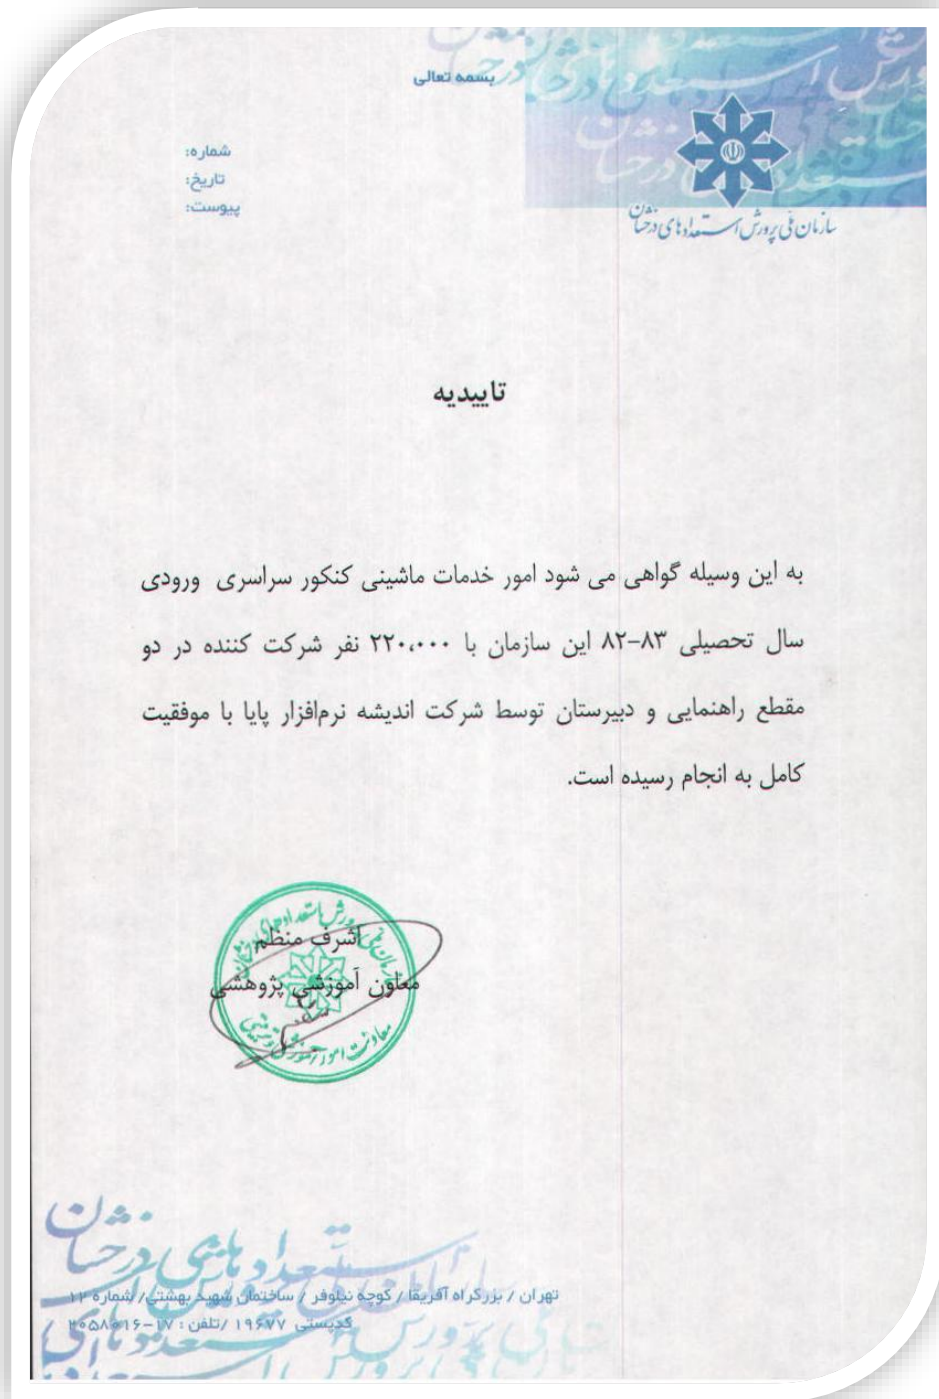 بسمه تعالی
شماره:
تاریخ:
پیوست:
سازمان ملی پرورش استعدادهای درخشان
تاییدیه
به این وسیله گواهی می شود امور خدمات ماشینی کنکور سراسری ورودی
سال تحصیلی ۸۳-۸۲ این سازمان با ۲۲۰،۰۰۰ نفر شرکت کننده در دو
مقطع راهنمایی و دبیرستان توسط شرکت اندیشه نرم‌افزار پایا با موفقیت
کامل به انجام رسیده است.
اشرف منظم
معاون آموزشی پژوهشی
تهران / بزرگراه آفریقا / کوچه نیلوفر / ساختمان شهید بهشتی/ شماره ۱۲
کدپستی ۱۹۶۷۷ /تلفن : ۱۷-۲۰۵۸۰۱۶